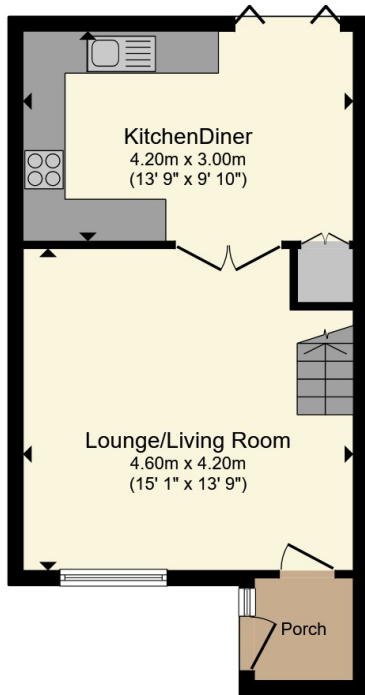 KitchenDiner
4.20m x 3.00m
(13' 9" x 9' 10")
Lounge/Living Room
4.60m x 4.20m
(15' 1" x 13' 9")
Porch